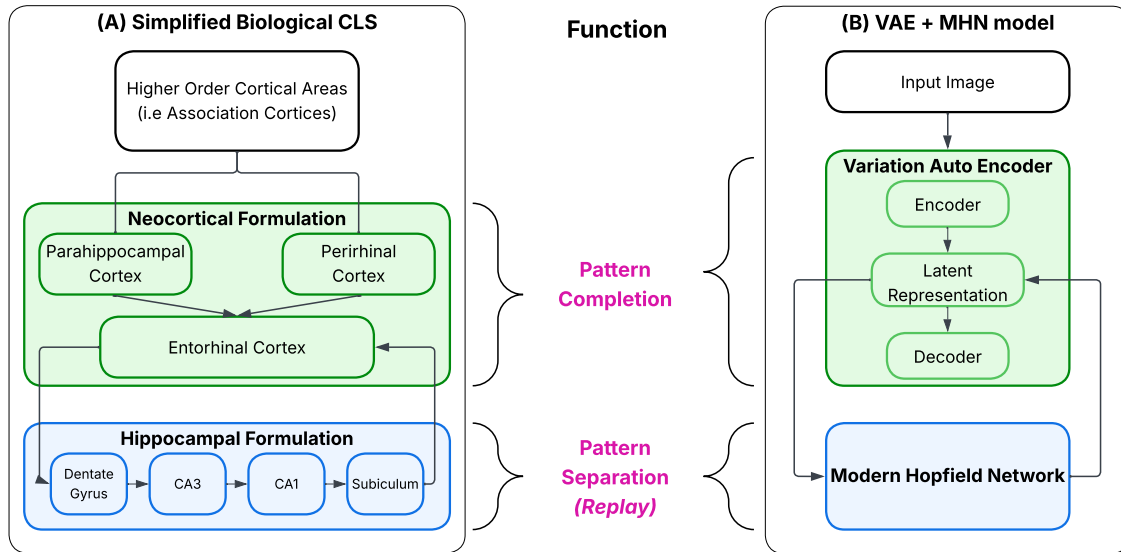 (A) Simplified Biological CLS
Higher Order Cortical Areas
(i.e Association Cortices)
Neocortical Formulation
Parahippocampal
Cortex
Perirhinal
Cortex
Entorhinal Cortex
Hippocampal Formulation
Dentate
Gyrus
CA3
CA1
Subiculum
Function
Pattern
Completion
Pattern
Separation
(Replay)
(B) VAE + MHN model
Input Image
Variation Auto Encoder
Encoder
Latent
Representation
Decoder
Modern Hopfield Network